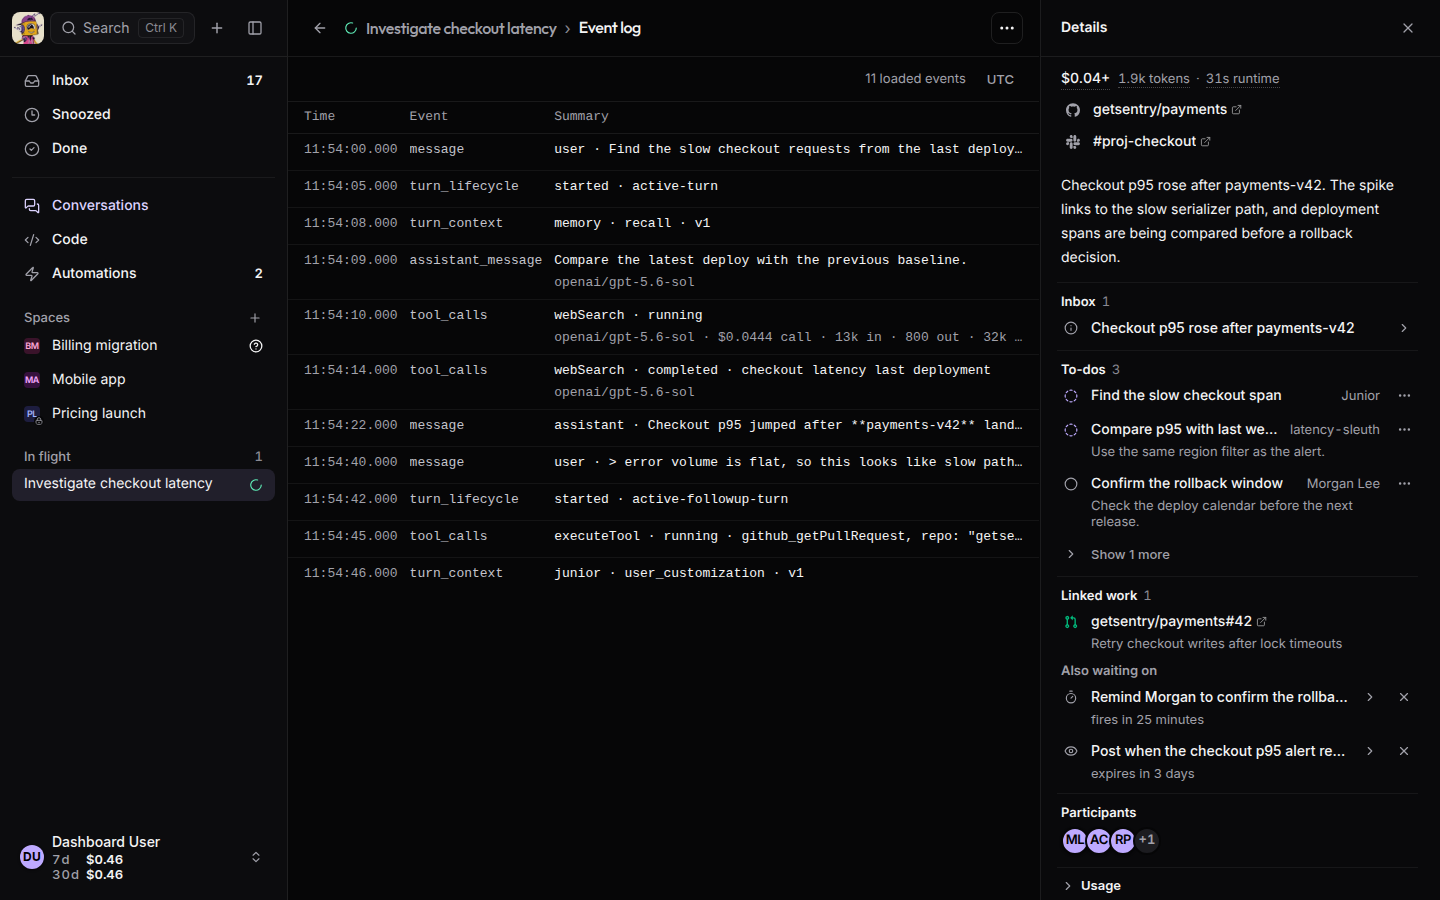 Search Ctrl K
Inbox 17
Snoozed
Done
Conversations
Code
Automations 2
Spaces
BM Billing migration
MA Mobile app
PL Pricing launch
In flight 1
Investigate checkout latency
DU Dashboard User
7d $0.46
30d $0.46
Investigate checkout latency › Event log
11 loaded events UTC
Time Event Summary
11:54:00.000 message user · Find the slow checkout requests from the last deploy…
11:54:05.000 turn_lifecycle started · active-turn
11:54:08.000 turn_context memory · recall · v1
11:54:09.000 assistant_message Compare the latest deploy with the previous baseline.
openai/gpt-5.6-sol
11:54:10.000 tool_calls webSearch · running
openai/gpt-5.6-sol · $0.0444 call · 13k in · 800 out · 32k …
11:54:14.000 tool_calls webSearch · completed · checkout latency last deployment
openai/gpt-5.6-sol
11:54:22.000 message assistant · Checkout p95 jumped after **payments-v42** land…
11:54:40.000 message user · > error volume is flat, so this looks like slow path…
11:54:42.000 turn_lifecycle started · active-followup-turn
11:54:45.000 tool_calls executeTool · running · github_getPullRequest, repo: "getse…
11:54:46.000 turn_context junior · user_customization · v1
Details
$0.04+ 1.9k tokens · 31s runtime
getsentry/payments
#proj-checkout
Checkout p95 rose after payments-v42. The spike
links to the slow serializer path, and deployment
spans are being compared before a rollback
decision.
Inbox 1
Checkout p95 rose after payments-v42
To-dos 3
Find the slow checkout span Junior
Compare p95 with last we... latency-sleuth
Use the same region filter as the alert.
Confirm the rollback window Morgan Lee
Check the deploy calendar before the next
release.
Show 1 more
Linked work 1
getsentry/payments#42
Retry checkout writes after lock timeouts
Also waiting on
Remind Morgan to confirm the rollba...
fires in 25 minutes
Post when the checkout p95 alert re...
expires in 3 days
Participants
ML AC RP +1
Usage